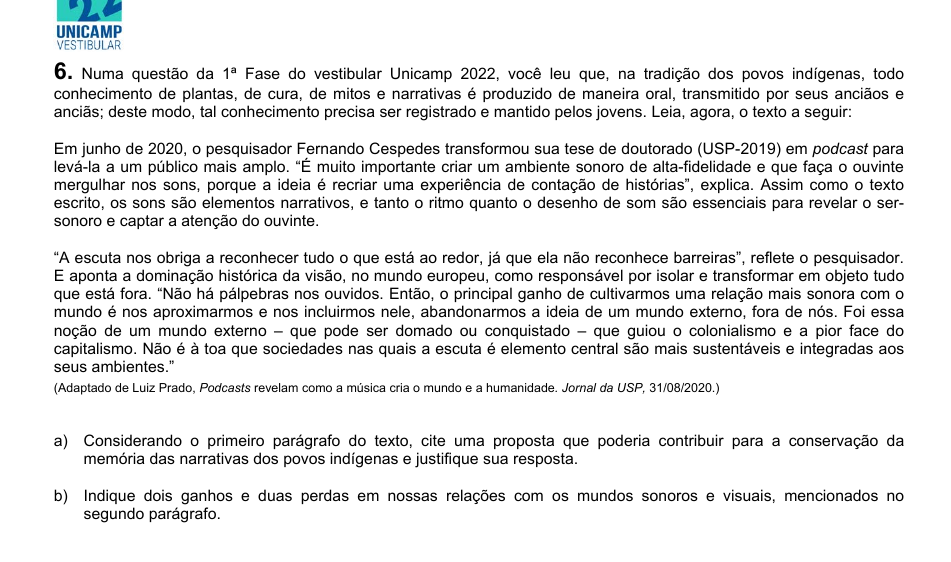 22
UNICAMP
VESTIBULAR
6. Numa questão da 1ª Fase do vestibular Unicamp 2022, você leu que, na tradição dos povos indígenas, todo
conhecimento de plantas, de cura, de mitos e narrativas é produzido de maneira oral, transmitido por seus anciãos e
anciãs; deste modo, tal conhecimento precisa ser registrado e mantido pelos jovens. Leia, agora, o texto a seguir:
Em junho de 2020, o pesquisador Fernando Cespedes transformou sua tese de doutorado (USP-2019) em podcast para
levá-la a um público mais amplo. “É muito importante criar um ambiente sonoro de alta-fidelidade e que faça o ouvinte
mergulhar nos sons, porque a ideia é recriar uma experiência de contação de histórias”, explica. Assim como o texto
escrito, os sons são elementos narrativos, e tanto o ritmo quanto o desenho de som são essenciais para revelar o ser-
sonoro e captar a atenção do ouvinte.
“A escuta nos obriga a reconhecer tudo o que está ao redor, já que ela não reconhece barreiras”, reflete o pesquisador.
E aponta a dominação histórica da visão, no mundo europeu, como responsável por isolar e transformar em objeto tudo
que está fora. “Não há pálpebras nos ouvidos. Então, o principal ganho de cultivarmos uma relação mais sonora com o
mundo é nos aproximarmos e nos incluirmos nele, abandonarmos a ideia de um mundo externo, fora de nós. Foi essa
noção de um mundo externo – que pode ser domado ou conquistado – que guiou o colonialismo e a pior face do
capitalismo. Não é à toa que sociedades nas quais a escuta é elemento central são mais sustentáveis e integradas aos
seus ambientes.”
(Adaptado de Luiz Prado, Podcasts revelam como a música cria o mundo e a humanidade. Jornal da USP, 31/08/2020.)
a) Considerando o primeiro parágrafo do texto, cite uma proposta que poderia contribuir para a conservação da
memória das narrativas dos povos indígenas e justifique sua resposta.
b) Indique dois ganhos e duas perdas em nossas relações com os mundos sonoros e visuais, mencionados no
segundo parágrafo.